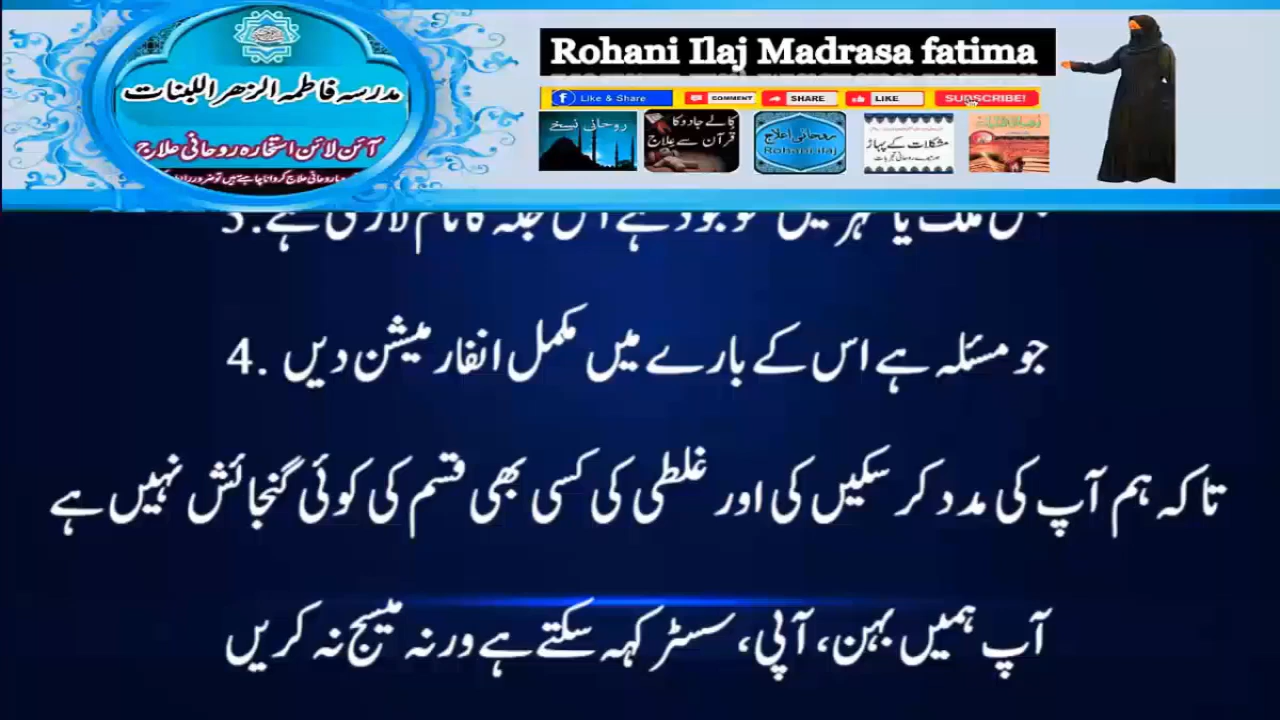 مدرسہ فاطمہ الزھرا للبنات
آن لائن استخارہ روحانی علاج
Rohani Ilaj Madrasa fatima
Like & Share
COMMENT
SHARE
LIKE
SUBSCRIBE!
روحانی نسخے
کالے جادو کا
قرآن سے علاج
روحانی علاج
Rohani ilaj
مشکلات کے پہاڑ
جو مسئلہ ہے اس کے بارے میں مکمل انفارمیشن دیں .4
تاکہ ہم آپ کی مدد کر سکیں کی اور غلطی کی کسی بھی قسم کی کوئی گنجائش نہیں ہے
آپ ہمیں بہن، آپی، سسٹر کہہ سکتے ہے ورنہ میسج نہ کریں